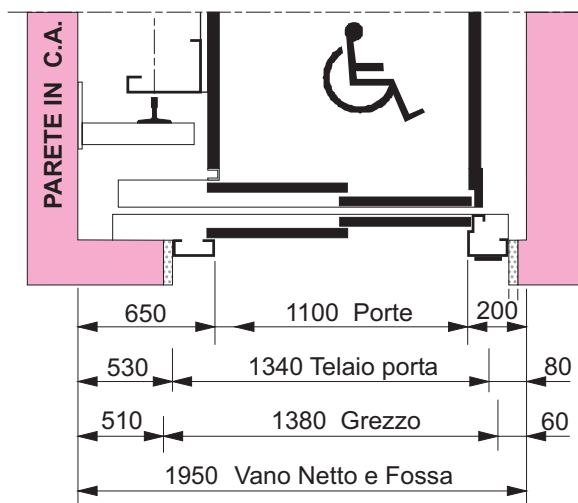 PARETE IN C.A.
650 1100 Porte 200
530 1340 Telaio porta 80
510 1380 Grezzo 60
1950 Vano Netto e Fossa